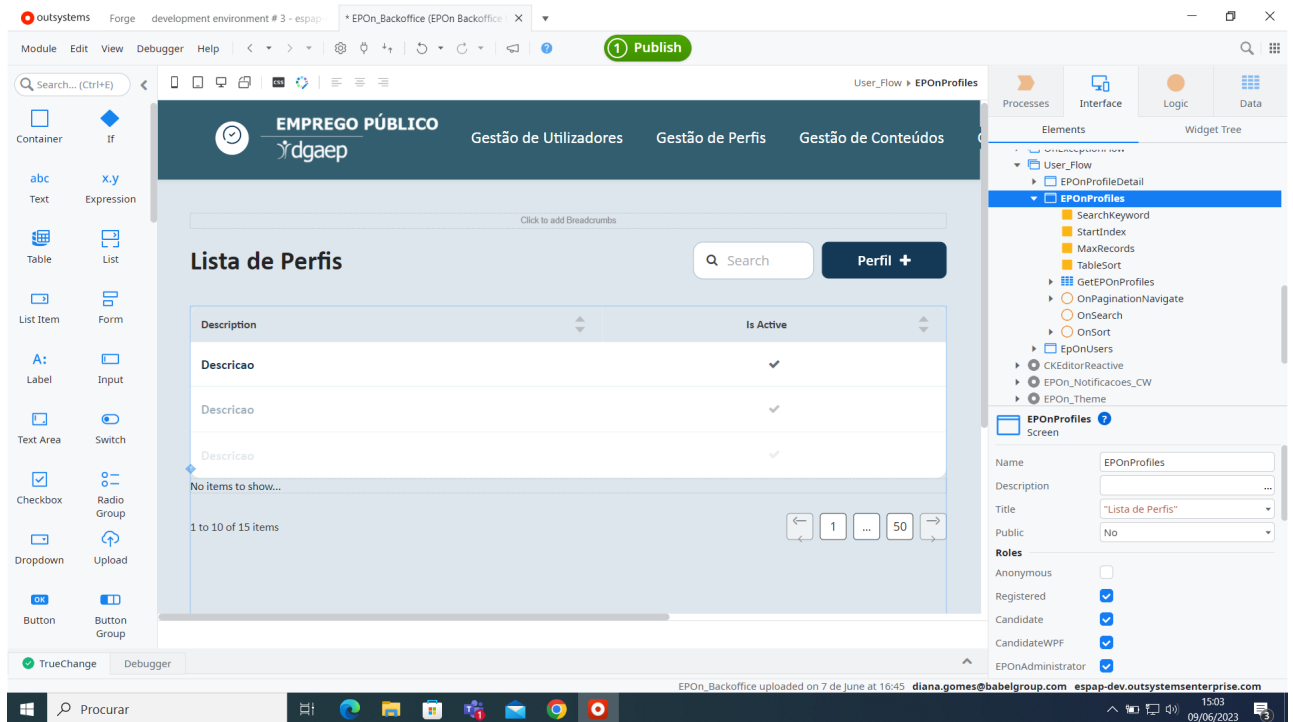 outsystems Forge development environment # 3 - espap * EPOn_Backoffice (EPOn Backoffice
Module Edit View Debugger Help 1 Publish
Search... (Ctrl+E)
CSS
User_Flow EPOnProfiles
Processes Interface Logic Data
Elements Widget Tree
Container If
abc x.y
Text Expression
Table List
List Item Form
A:
Label Input
Text Area Switch
Checkbox Radio Group
Dropdown Upload
OK
Button Button Group
EMPREGO PÚBLICO
dgaep
Gestão de Utilizadores Gestão de Perfis Gestão de Conteúdos
Click to add Breadcrumbs
Lista de Perfis Search Perfil +
Description Is Active
Descricao
Descricao
Descricao
No items to show...
1 to 10 of 15 items 1 ... 50
OnExceptionFlow
User_Flow
EPOnProfileDetail
EPOnProfiles
SearchKeyword
StartIndex
MaxRecords
TableSort
GetEPOnProfiles
OnPaginationNavigate
OnSearch
OnSort
EpOnUsers
CKEditorReactive
EPOn_Notificacoes_CW
EPOn_Theme
EPOnProfiles ?
Screen
Name EPOnProfiles
Description ...
Title "Lista de Perfis"
Public No
Roles
Anonymous
Registered
Candidate
CandidateWPF
EPOnAdministrator
TrueChange Debugger
EPOn_Backoffice uploaded on 7 de June at 16:45 diana.gomes@babelgroup.com espap-dev.outsystemsenterprise.com
Procurar
15:03
09/06/2023
3